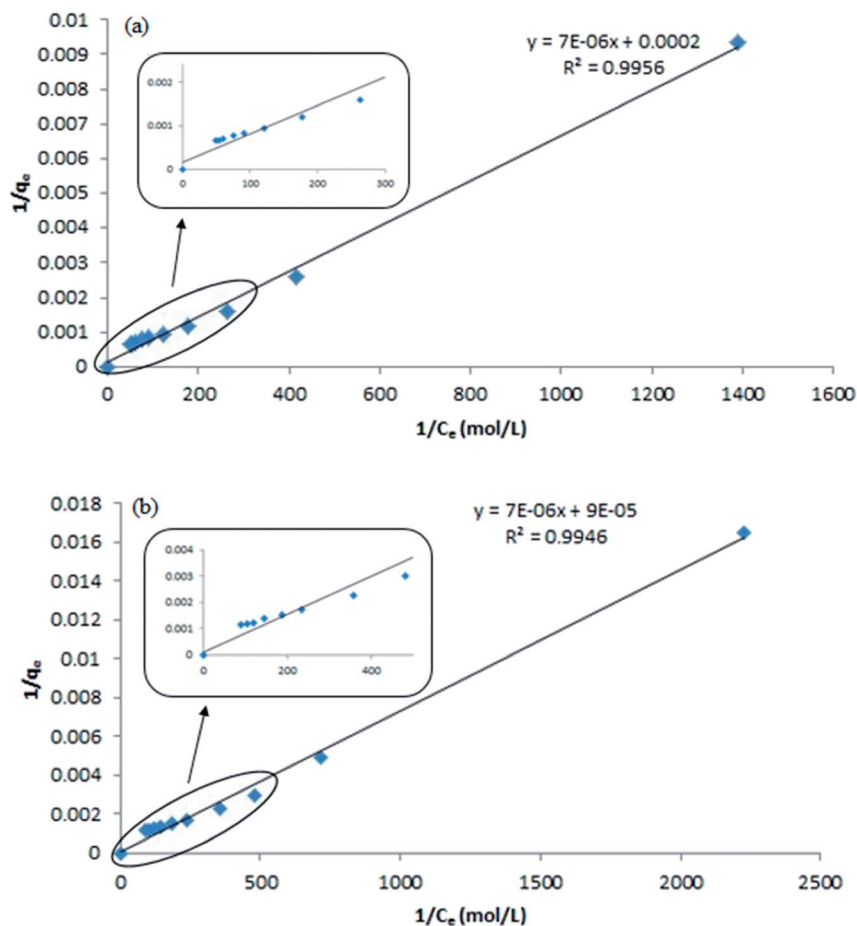 (a)
y = 7E-06x + 0.0002
R² = 0.9956
0.01
0.009
0.008
0.007
0.006
0.005
0.004
0.003
0.002
0.001
0
1/qₑ
0.002
0.001
0
0 100 200 300
0 200 400 600 800 1000 1200 1400 1600
1/Cₑ (mol/L)
(b)
y = 7E-06x + 9E-05
R² = 0.9946
0.018
0.016
0.014
0.012
0.01
0.008
0.006
0.004
0.002
0
1/qₑ
0.004
0.003
0.002
0.001
0
0 200 400
0 500 1000 1500 2000 2500
1/Cₑ (mol/L)